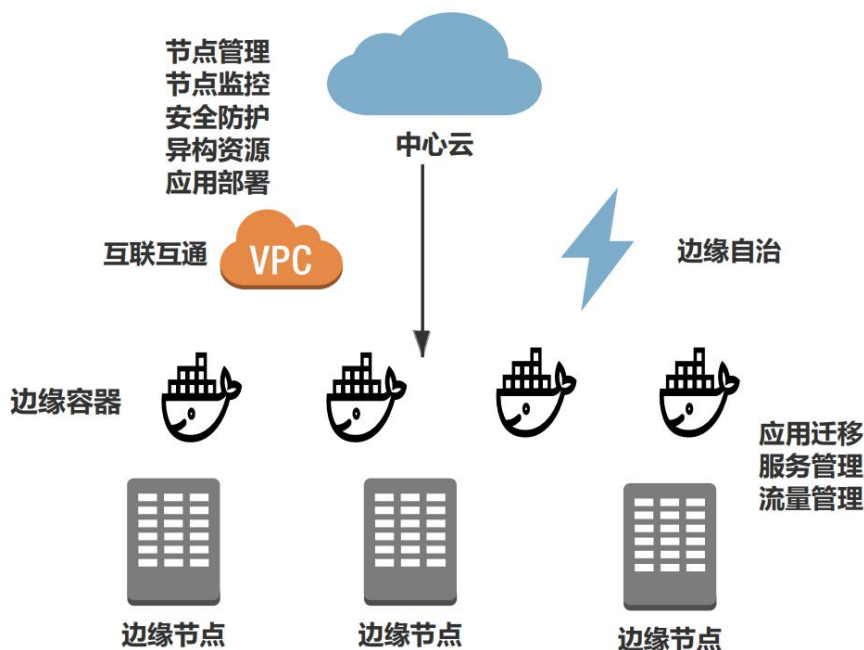 节点管理
节点监控
安全防护
异构资源
应用部署
中心云
互联互通
VPC
边缘自治
边缘容器
应用迁移
服务管理
流量管理
边缘节点
边缘节点
边缘节点